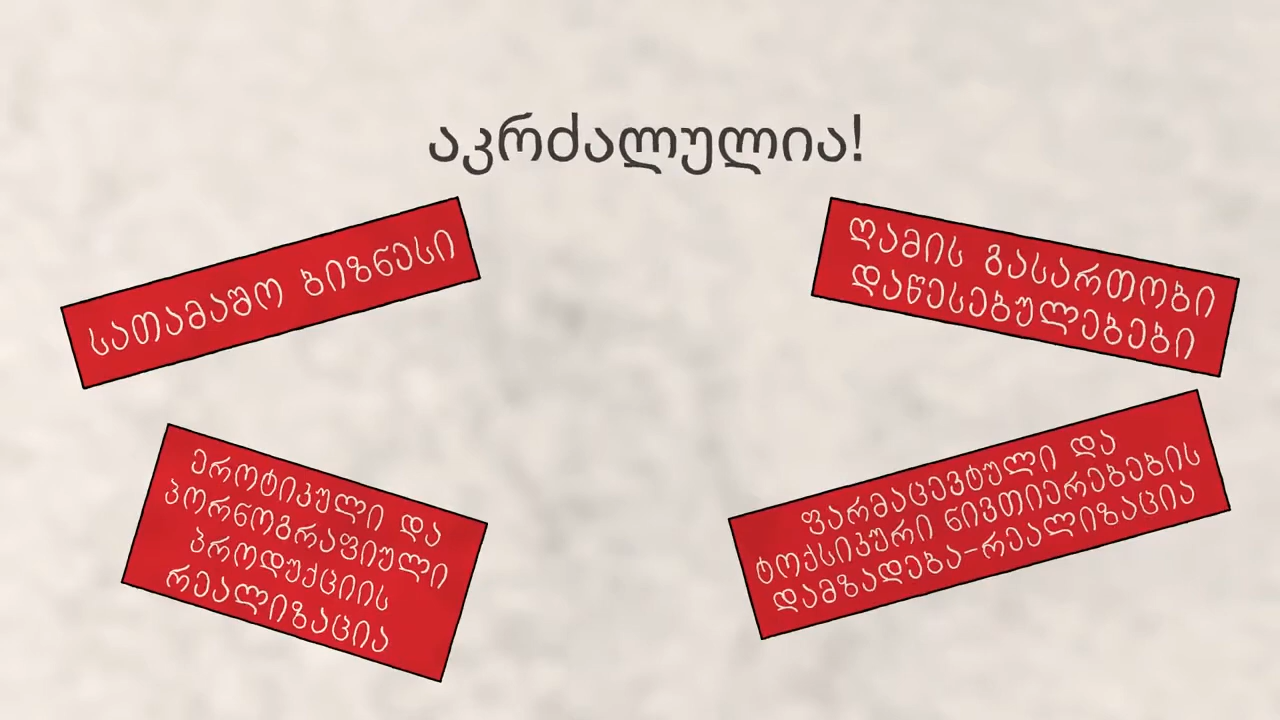 აკრძალულია!
სათამაშო ბიზნესი
ღამის გასართობი
დაწესებულებები
ეროტიკული და
პორნოგრაფიული
პროდუქციის
რეალიზაცია
ფარმაცევტული და
ტოქსიკური ნივთიერებების
დამზადება-რეალიზაცია